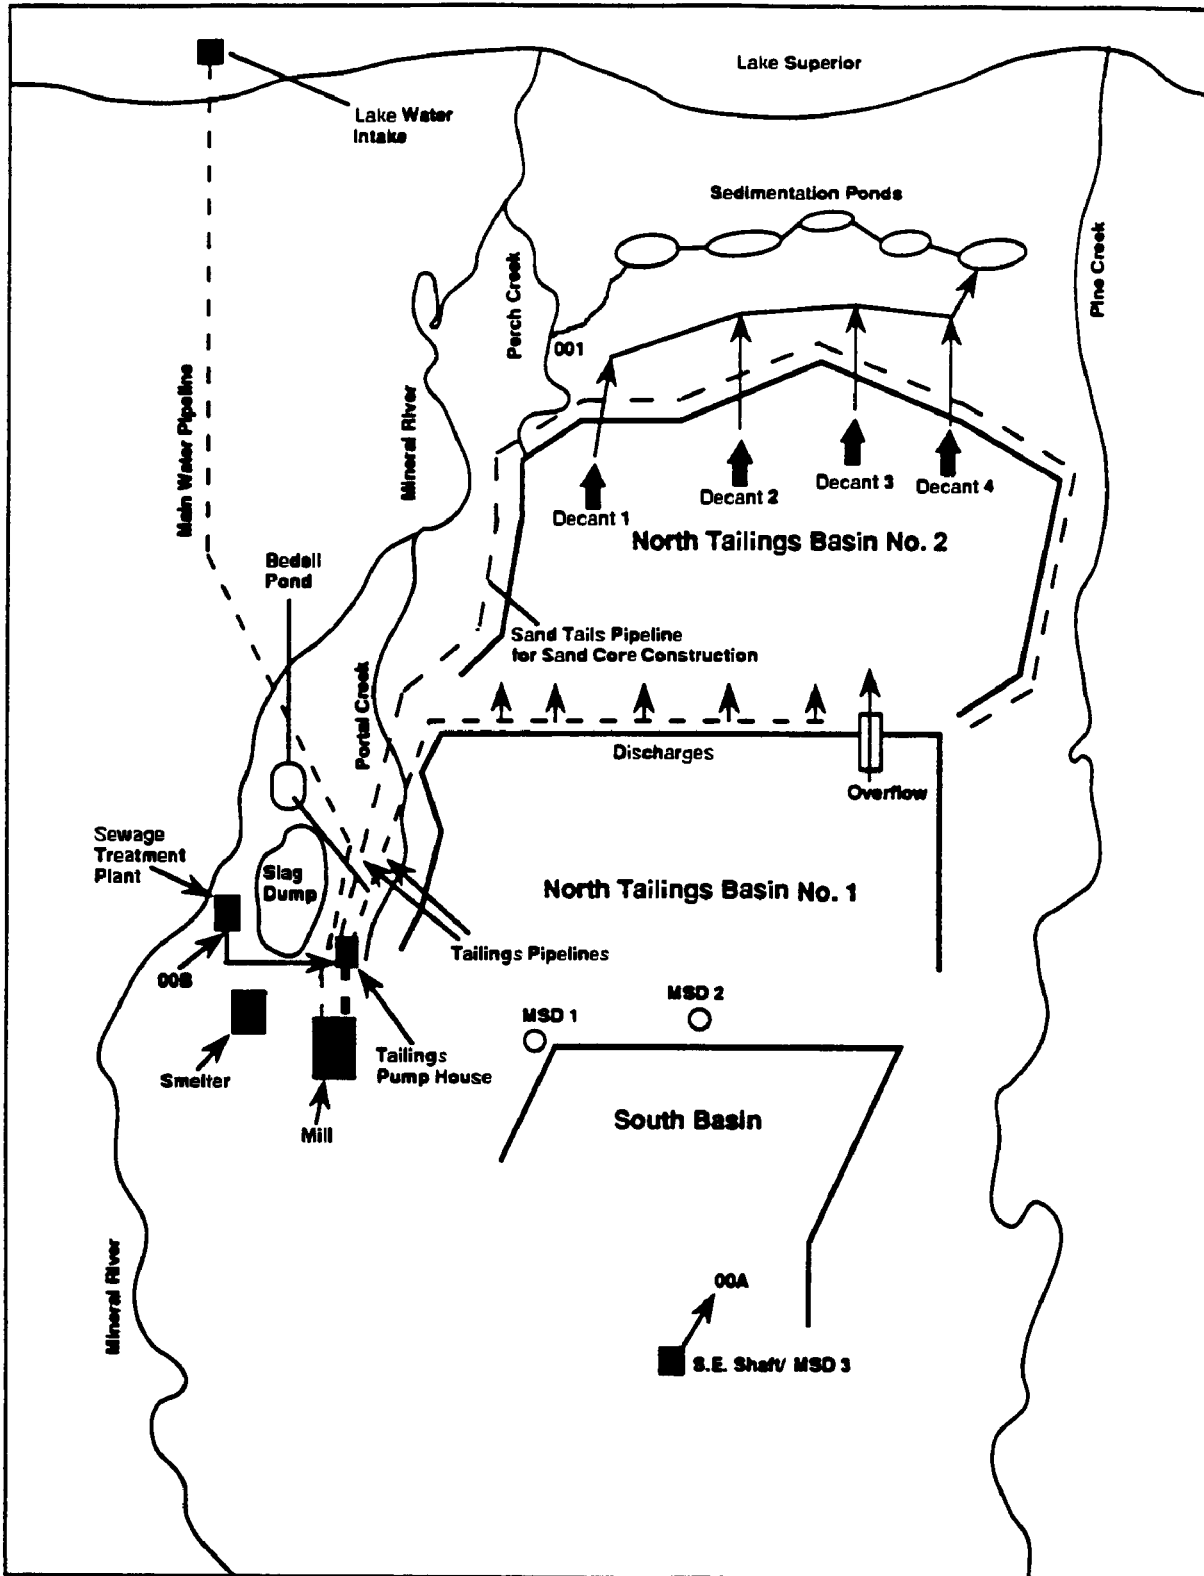 Lake Superior
Lake Water
Intake
Sedimentation Ponds
Perch Creek
Pine Creek
001
Main Water Pipeline
Mineral River
Decant 1
Decant 2
Decant 3
Decant 4
North Tailings Basin No. 2
Bedell
Pond
Sand Tails Pipeline
for Sand Core Construction
Portal Creek
Discharges
Overflow
Sewage
Treatment
Plant
Slag
Dump
North Tailings Basin No. 1
Tailings Pipelines
00B
MSD 1
MSD 2
Smelter
Tailings
Pump House
Mill
South Basin
Mineral River
00A
S.E. Shaft/ MSD 3